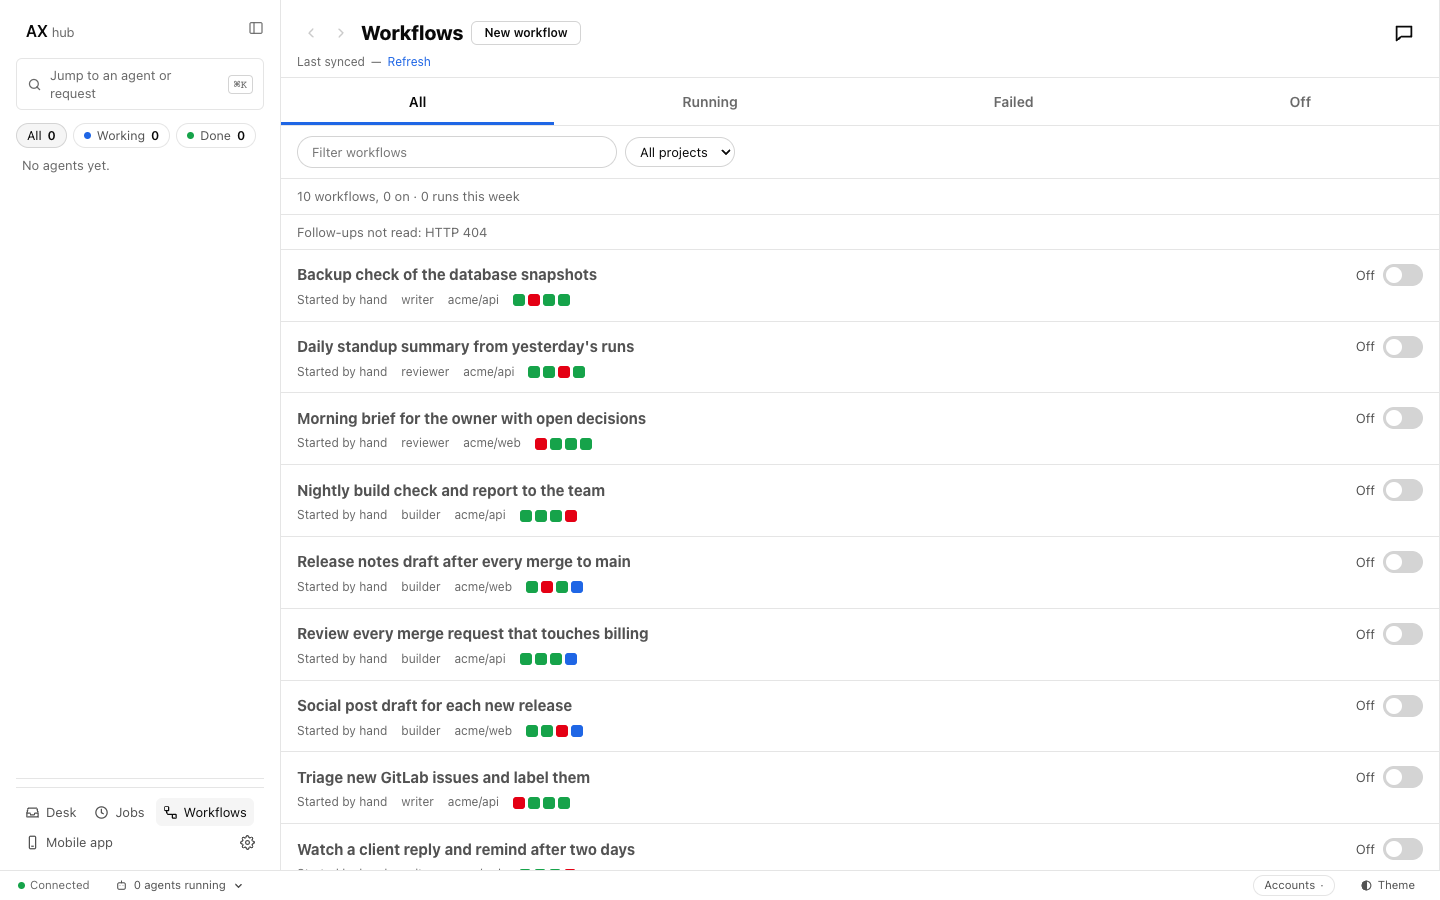 AX hub
Jump to an agent or
request
⌘K
All 0
Working 0
Done 0
No agents yet.
Desk
Jobs
Workflows
Mobile app
Workflows
New workflow
Last synced — Refresh
All
Running
Failed
Off
Filter workflows
All projects
10 workflows, 0 on · 0 runs this week
Follow-ups not read: HTTP 404
Backup check of the database snapshots
Off
Started by hand writer acme/api
Daily standup summary from yesterday's runs
Off
Started by hand reviewer acme/api
Morning brief for the owner with open decisions
Off
Started by hand reviewer acme/web
Nightly build check and report to the team
Off
Started by hand builder acme/api
Release notes draft after every merge to main
Off
Started by hand builder acme/web
Review every merge request that touches billing
Off
Started by hand builder acme/api
Social post draft for each new release
Off
Started by hand builder acme/web
Triage new GitLab issues and label them
Off
Started by hand writer acme/api
Watch a client reply and remind after two days
Off
Connected
0 agents running
Accounts ·
Theme